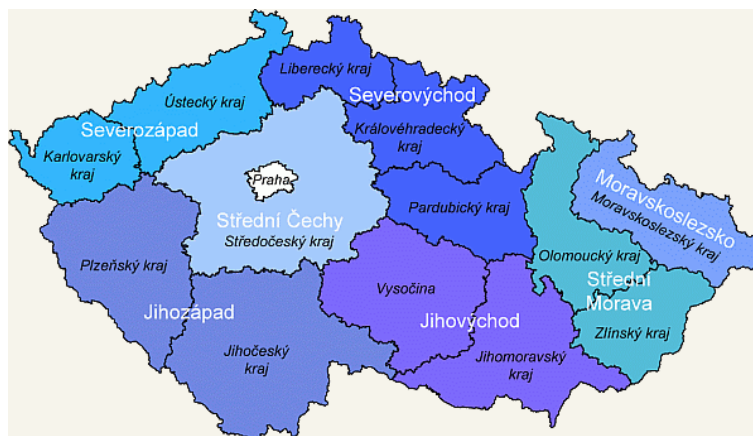 Liberecký kraj
Severovýchod
Ústecký kraj
Severozápad
Královéhradecký
kraj
Karlovarský
kraj
Praha
Moravskoslezsko
Moravskoslezský kraj
Střední Čechy
Středočeský kraj
Pardubický kraj
Olomoucký kraj
Plzeňský kraj
Střední
Morava
Vysočina
Jihozápad
Jihovýchod
Zlínský kraj
Jihočeský
kraj
Jihomoravský
kraj